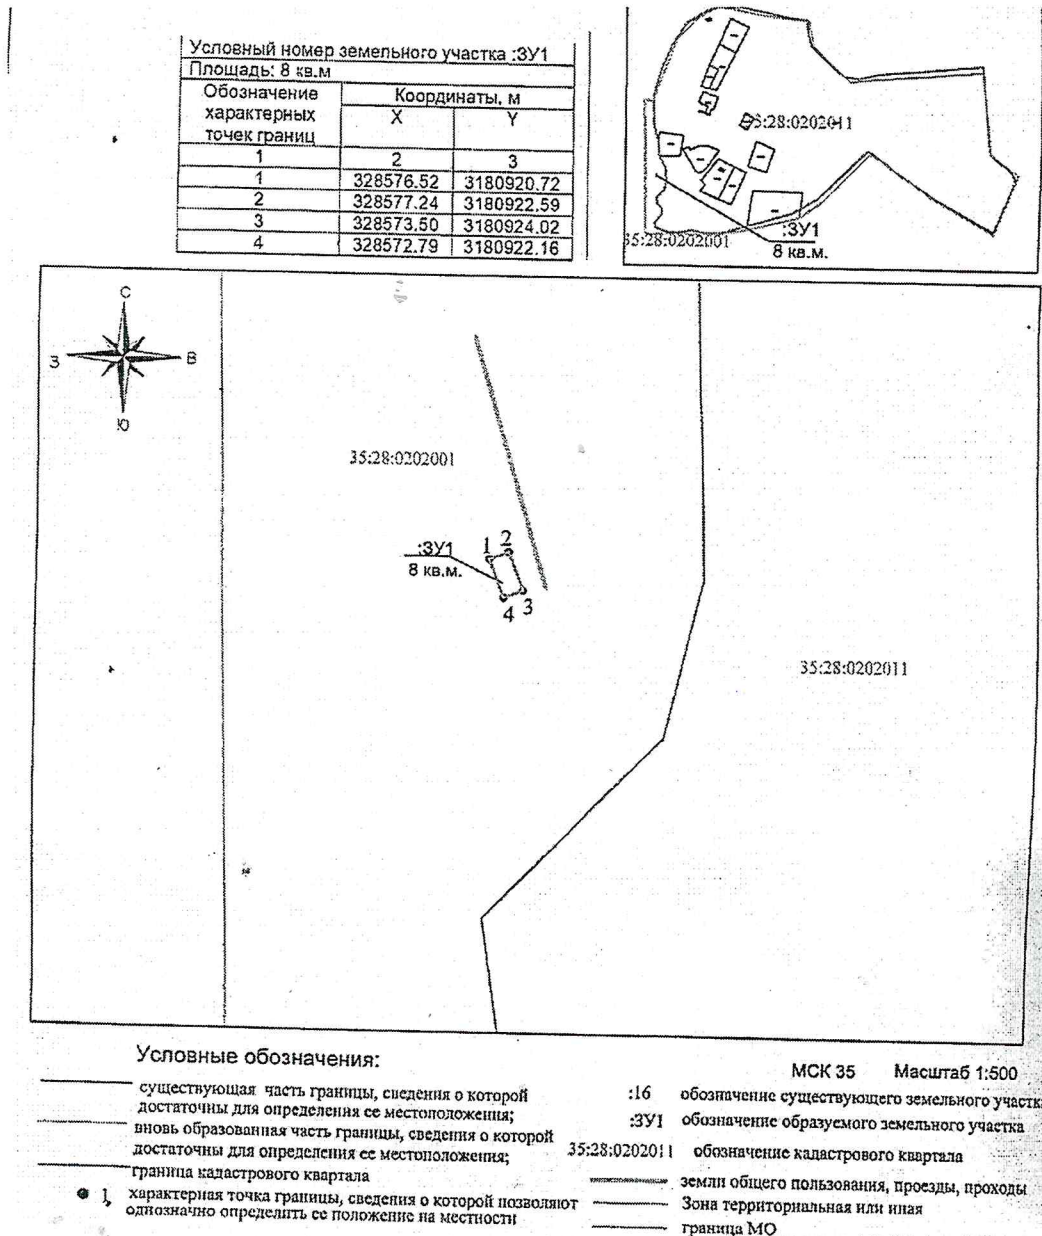 Условный номер земельного участка :ЗУ1
Площадь: 8 кв.м
Обозначение характерных точек границ Координаты, м
X Y
1 2 3
1 328576.52 3180920.72
2 328577.24 3180922.59
3 328573.50 3180924.02
4 328572.79 3180922.16
35:28:0202011
:ЗУ1
8 кв.м.
35:28:0202001
С
З В
Ю
35:28:0202001
:ЗУ1
8 кв.м.
1 2
4 3
35:28:0202011
Условные обозначения:
МСК 35 Масштаб 1:500
существующая часть границы, сведения о которой
достаточны для определения ее местоположения;
вновь образованная часть границы, сведения о которой
достаточны для определения ее местоположения;
граница кадастрового квартала
1 характерная точка границы, сведения о которой позволяют
однозначно определить ее положение на местности
:16 обозначение существующего земельного участк
:ЗУ1 обозначение образуемого земельного участка
35:28:0202011 обозначение кадастрового квартала
земли общего пользования, проезды, проходы
Зона территориальная или иная
граница МО